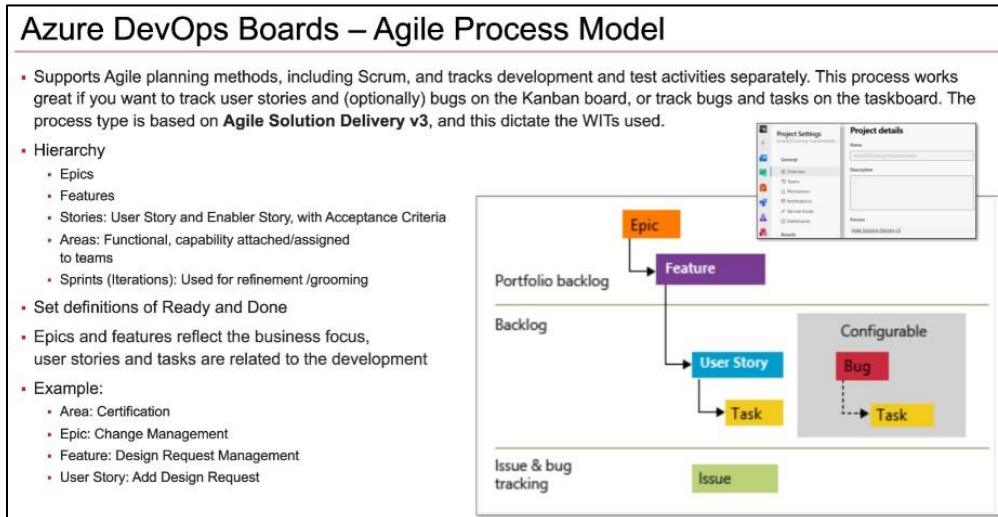 Azure DevOps Boards – Agile Process Model
▪ Supports Agile planning methods, including Scrum, and tracks development and test activities separately. This process works
great if you want to track user stories and (optionally) bugs on the Kanban board, or track bugs and tasks on the taskboard. The
process type is based on Agile Solution Delivery v3, and this dictate the WITs used.
▪ Hierarchy
▪ Epics
▪ Features
▪ Stories: User Story and Enabler Story, with Acceptance Criteria
▪ Areas: Functional, capability attached/assigned
to teams
▪ Sprints (Iterations): Used for refinement /grooming
▪ Set definitions of Ready and Done
▪ Epics and features reflect the business focus,
user stories and tasks are related to the development
▪ Example:
▪ Area: Certification
▪ Epic: Change Management
▪ Feature: Design Request Management
▪ User Story: Add Design Request
Project Settings
General
Overview
Teams
Permissions
Notifications
Service hooks
Dashboards
Boards
Project details
Name
Description
Process
Agile Solution Delivery v3
Epic
Feature
Portfolio backlog
Backlog
Configurable
User Story
Bug
Task
Task
Issue & bug
tracking
Issue